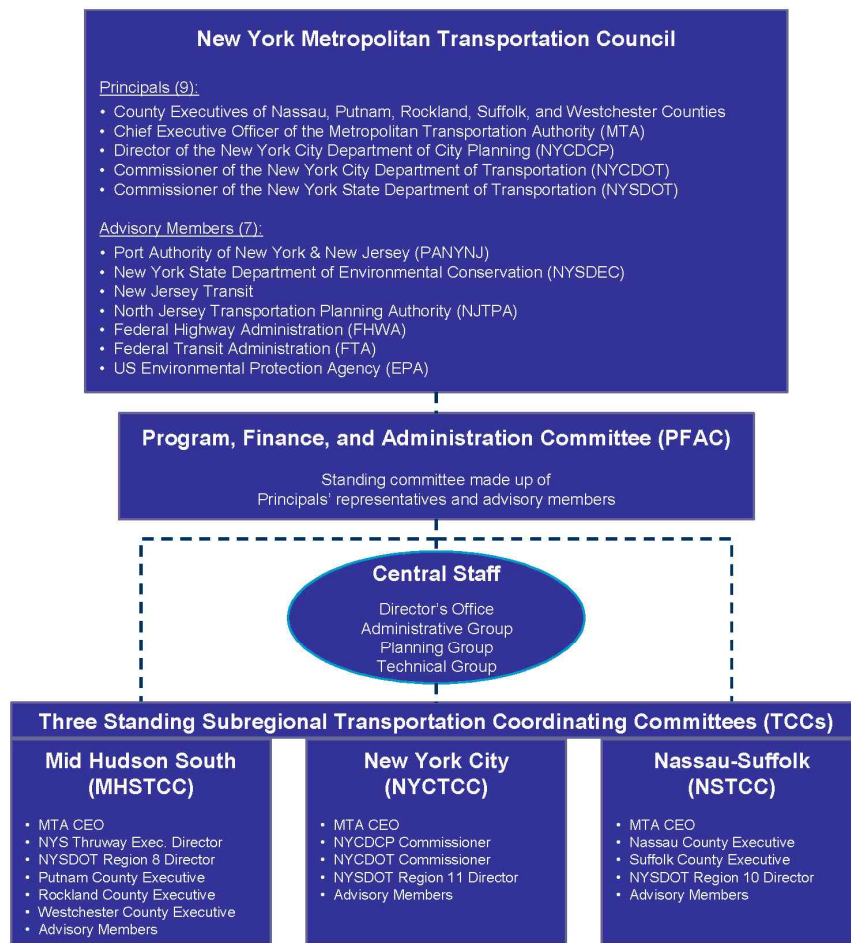 New York Metropolitan Transportation Council
Principals (9):
• County Executives of Nassau, Putnam, Rockland, Suffolk, and Westchester Counties
• Chief Executive Officer of the Metropolitan Transportation Authority (MTA)
• Director of the New York City Department of City Planning (NYCDCP)
• Commissioner of the New York City Department of Transportation (NYCDOT)
• Commissioner of the New York State Department of Transportation (NYSDOT)
Advisory Members (7):
• Port Authority of New York & New Jersey (PANYNJ)
• New York State Department of Environmental Conservation (NYSDEC)
• New Jersey Transit
• North Jersey Transportation Planning Authority (NJTPA)
• Federal Highway Administration (FHWA)
• Federal Transit Administration (FTA)
• US Environmental Protection Agency (EPA)
Program, Finance, and Administration Committee (PFAC)
Standing committee made up of
Principals' representatives and advisory members
Central Staff
Director's Office
Administrative Group
Planning Group
Technical Group
Three Standing Subregional Transportation Coordinating Committees (TCCs)
Mid Hudson South
(MHSTCC)
• MTA CEO
• NYS Thruway Exec. Director
• NYSDOT Region 8 Director
• Putnam County Executive
• Rockland County Executive
• Westchester County Executive
• Advisory Members
New York City
(NYCTCC)
• MTA CEO
• NYCDCP Commissioner
• NYCDOT Commissioner
• NYSDOT Region 11 Director
• Advisory Members
Nassau-Suffolk
(NSTCC)
• MTA CEO
• Nassau County Executive
• Suffolk County Executive
• NYSDOT Region 10 Director
• Advisory Members